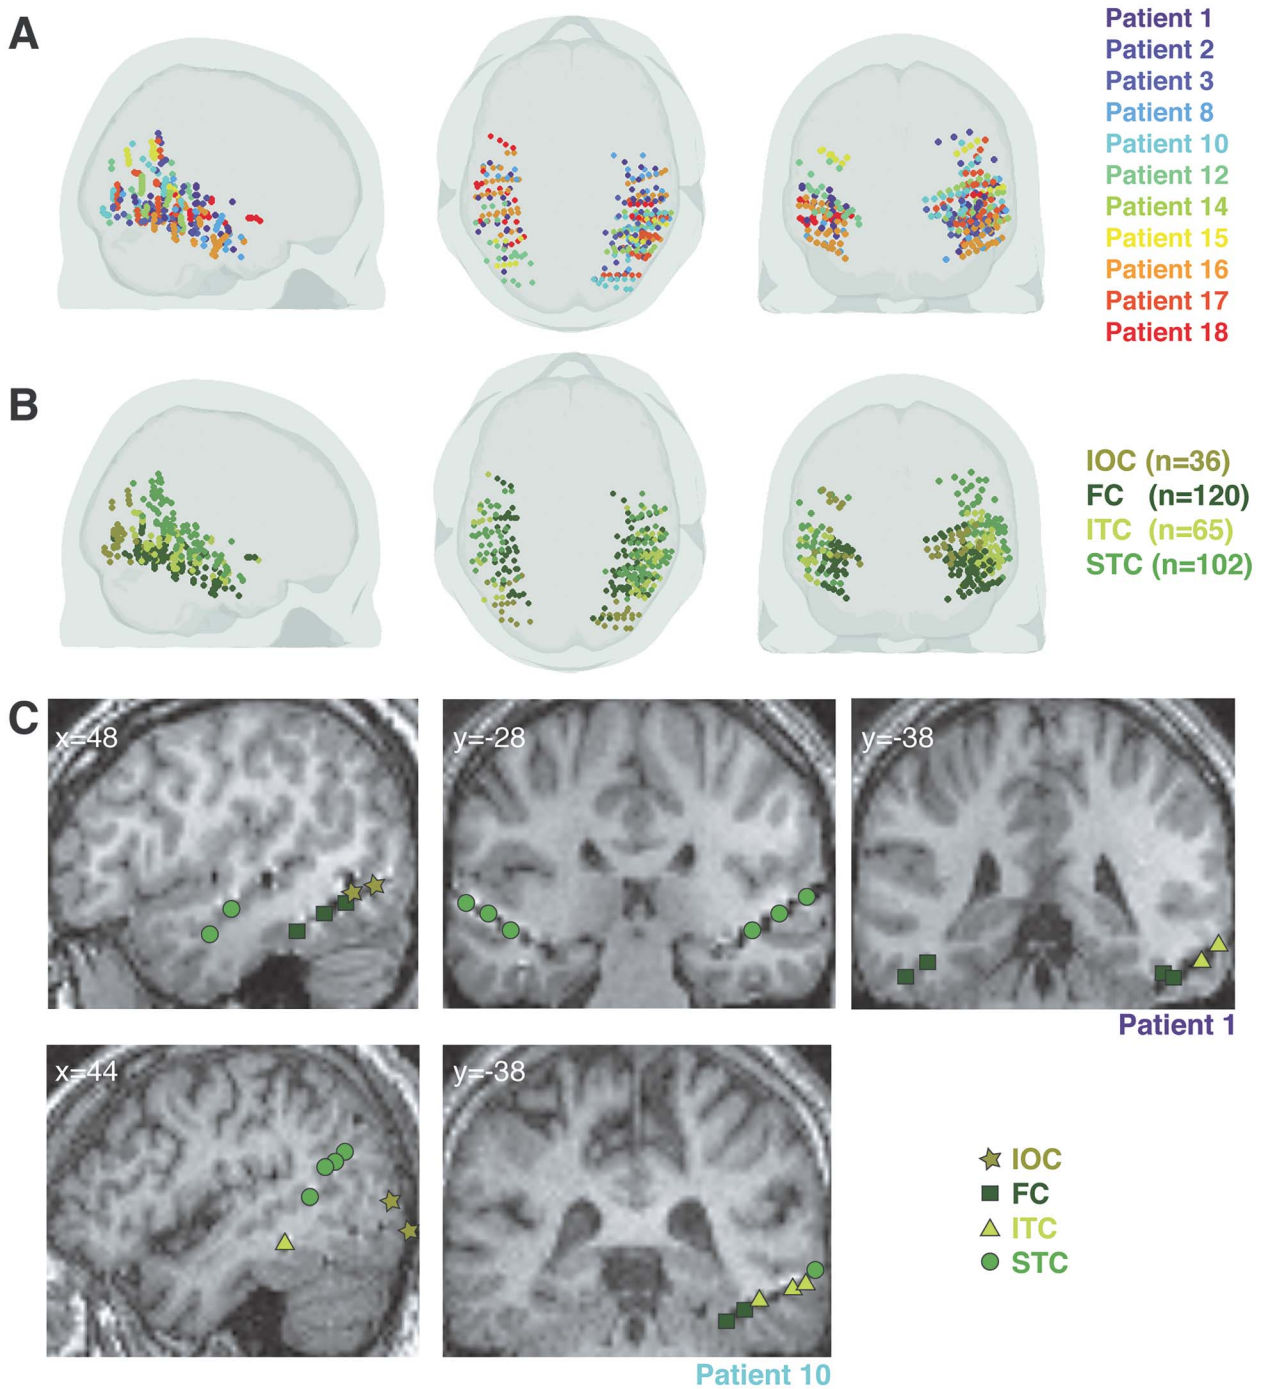 A
Patient 1
Patient 2
Patient 3
Patient 8
Patient 10
Patient 12
Patient 14
Patient 15
Patient 16
Patient 17
Patient 18
B
IOC (n=36)
FC (n=120)
ITC (n=65)
STC (n=102)
C
x=48
y=-28
y=-38
Patient 1
x=44
y=-38
IOC
FC
ITC
STC
Patient 10